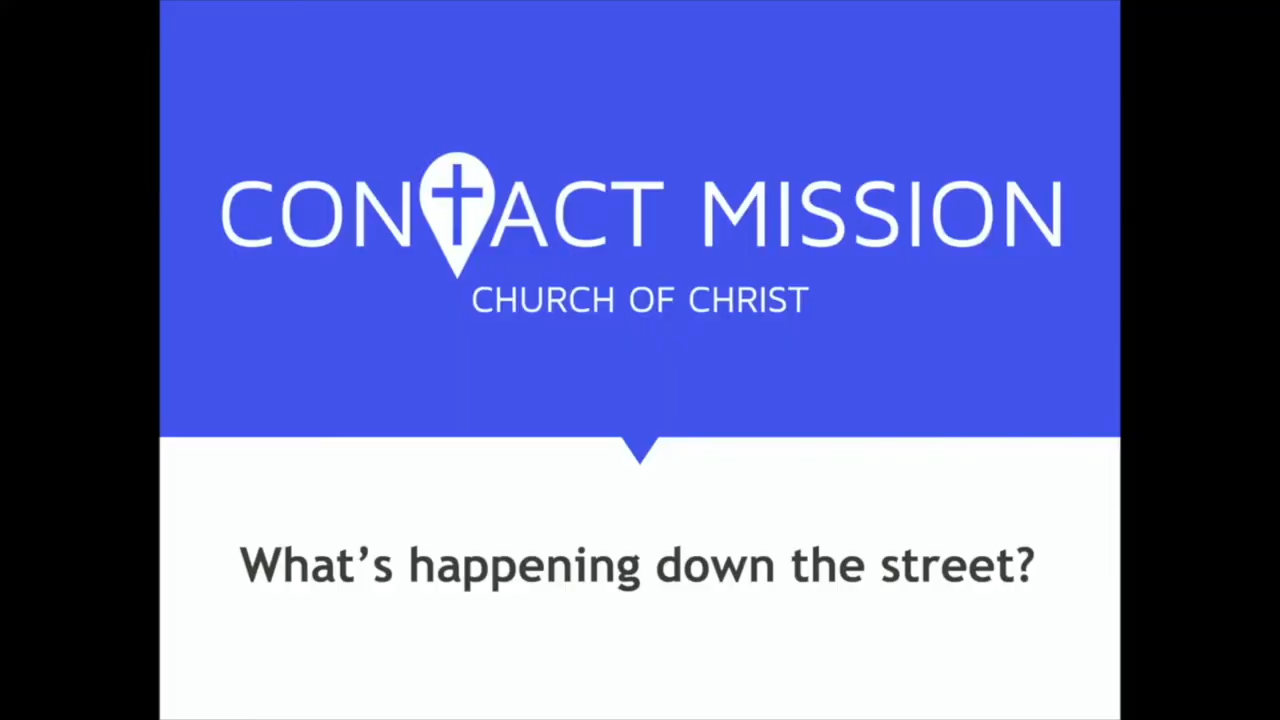 CONTACT MISSION
CHURCH OF CHRIST
What’s happening down the street?